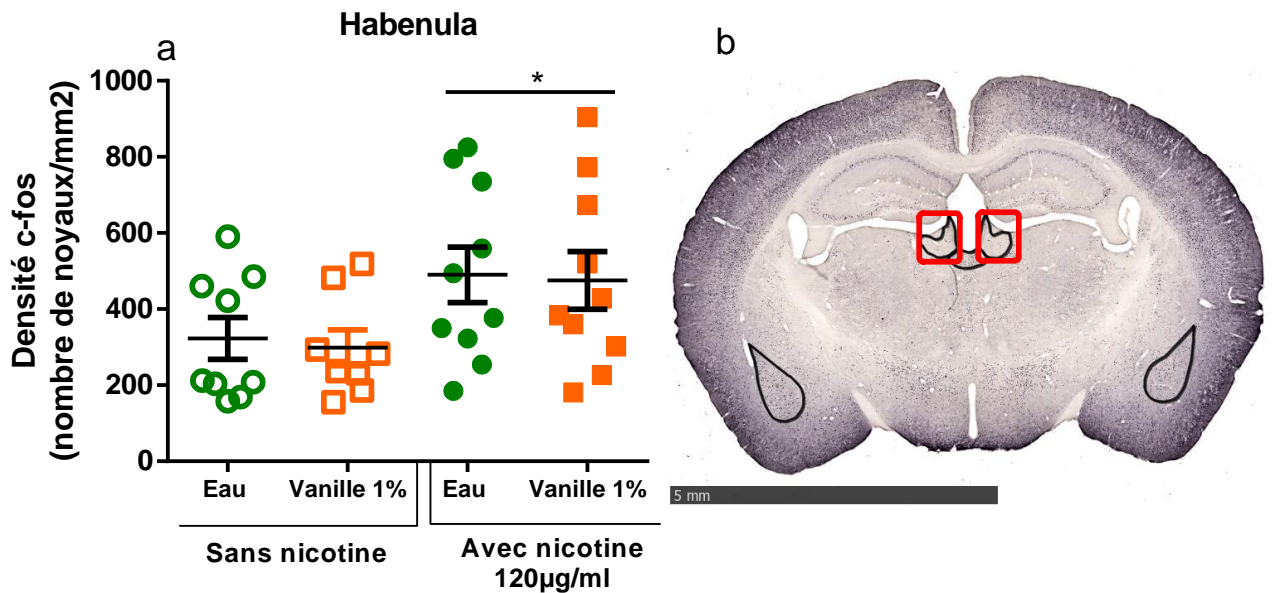 Habenula
a
b
*
Densité c-fos
(nombre de noyaux/mm2)
1000
800
600
400
200
0
Eau Vanille 1% Eau Vanille 1%
Sans nicotine
Avec nicotine
120µg/ml
5 mm